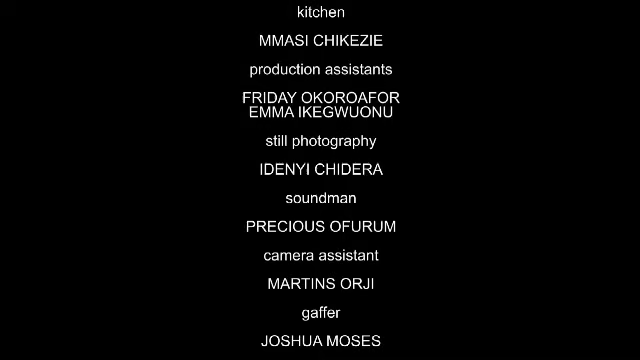 kitchen
MMASI CHIKEZIE
production assistants
FRIDAY OKOROAFOR
EMMA IKEGWUONU
still photography
IDENYI CHIDERA
soundman
PRECIOUS OFURUM
camera assistant
MARTINS ORJI
gaffer
JOSHUA MOSES